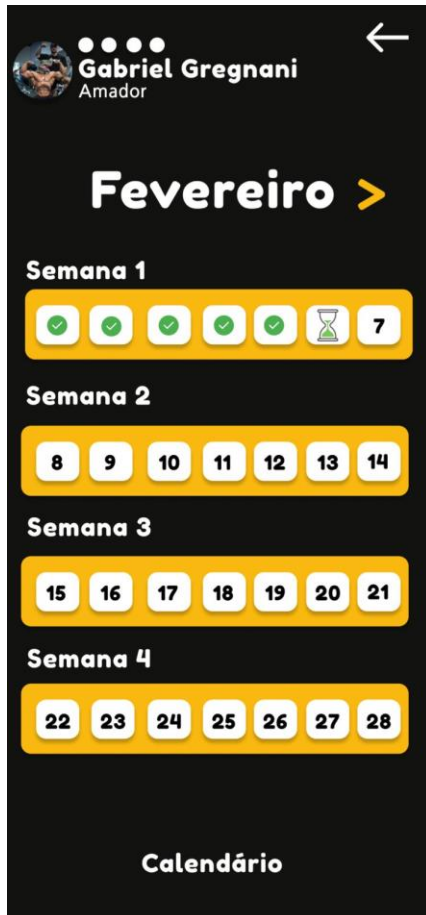 Gabriel Gregnani
Amador
Fevereiro >
Semana 1
7
Semana 2
8 9 10 11 12 13 14
Semana 3
15 16 17 18 19 20 21
Semana 4
22 23 24 25 26 27 28
Calendário